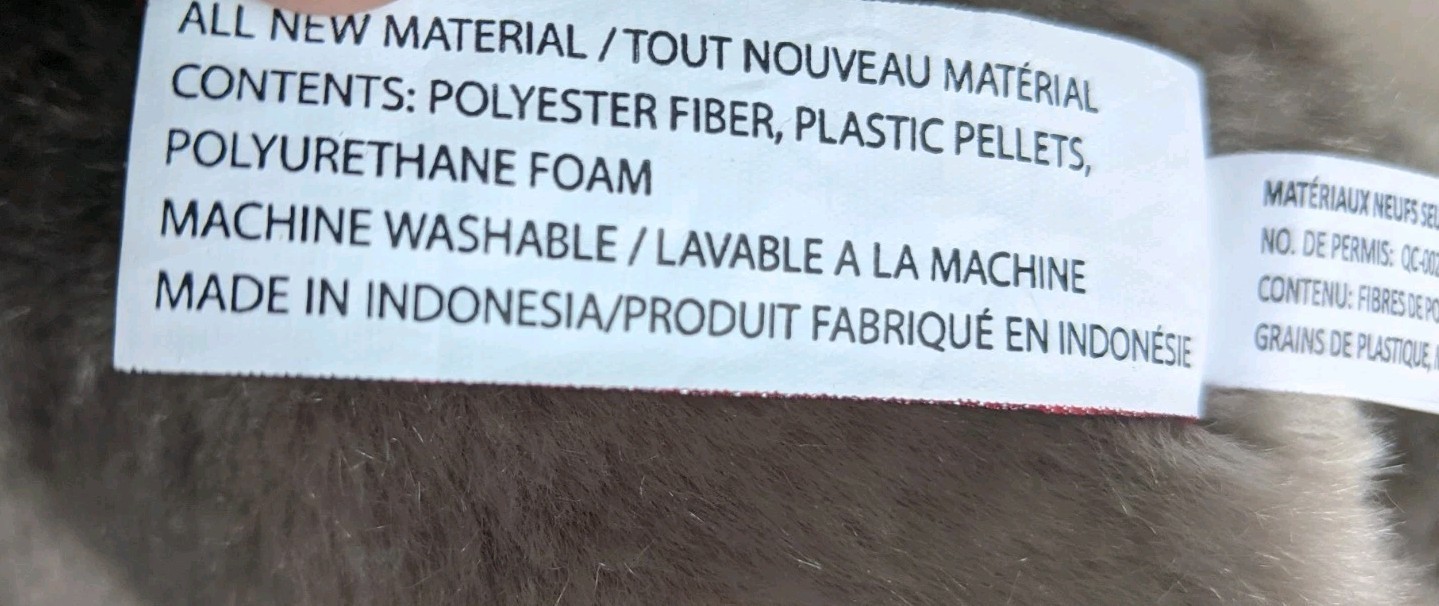 ALL NEW MATERIAL / TOUT NOUVEAU MATÉRIAL
CONTENTS: POLYESTER FIBER, PLASTIC PELLETS,
POLYURETHANE FOAM
MACHINE WASHABLE / LAVABLE A LA MACHINE
MADE IN INDONESIA/PRODUIT FABRIQUÉ EN INDONÉSIE
MATÉRIAUX NEUFS
NO. DE PERMIS:
CONTENU: FIBRES DE
GRAINS DE PLASTIQUE,